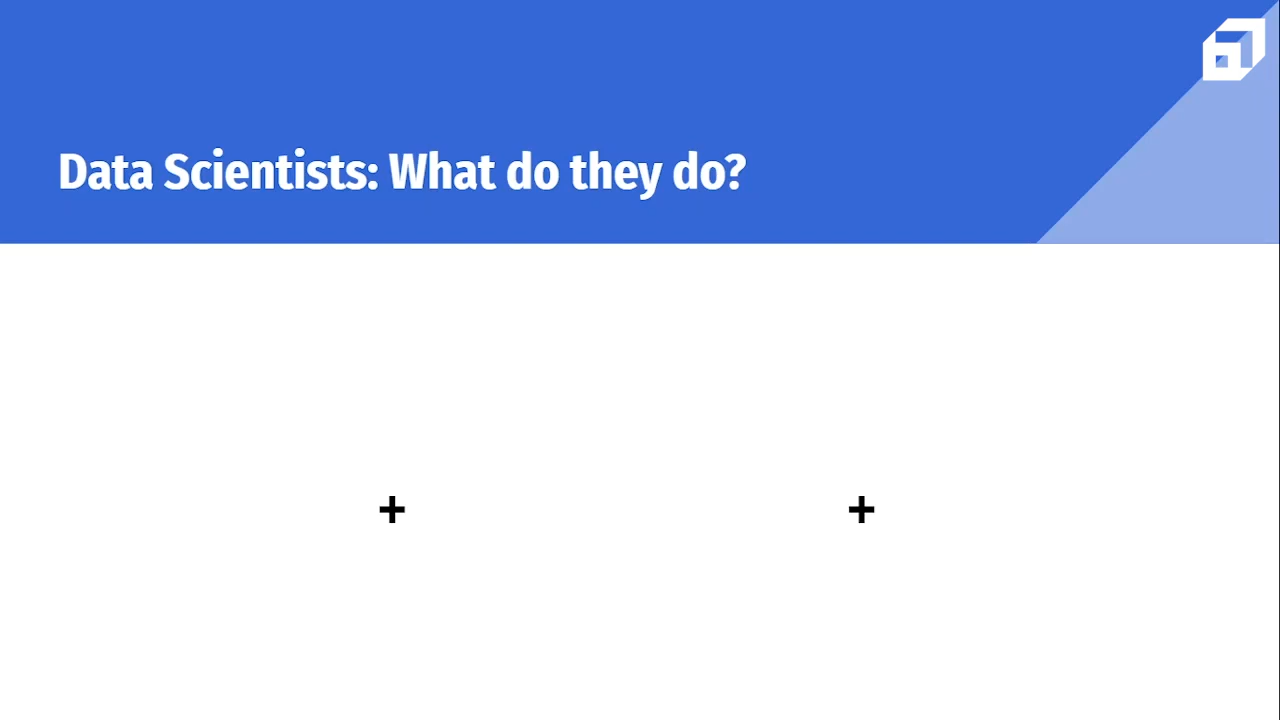 Data Scientists: What do they do?
+ +